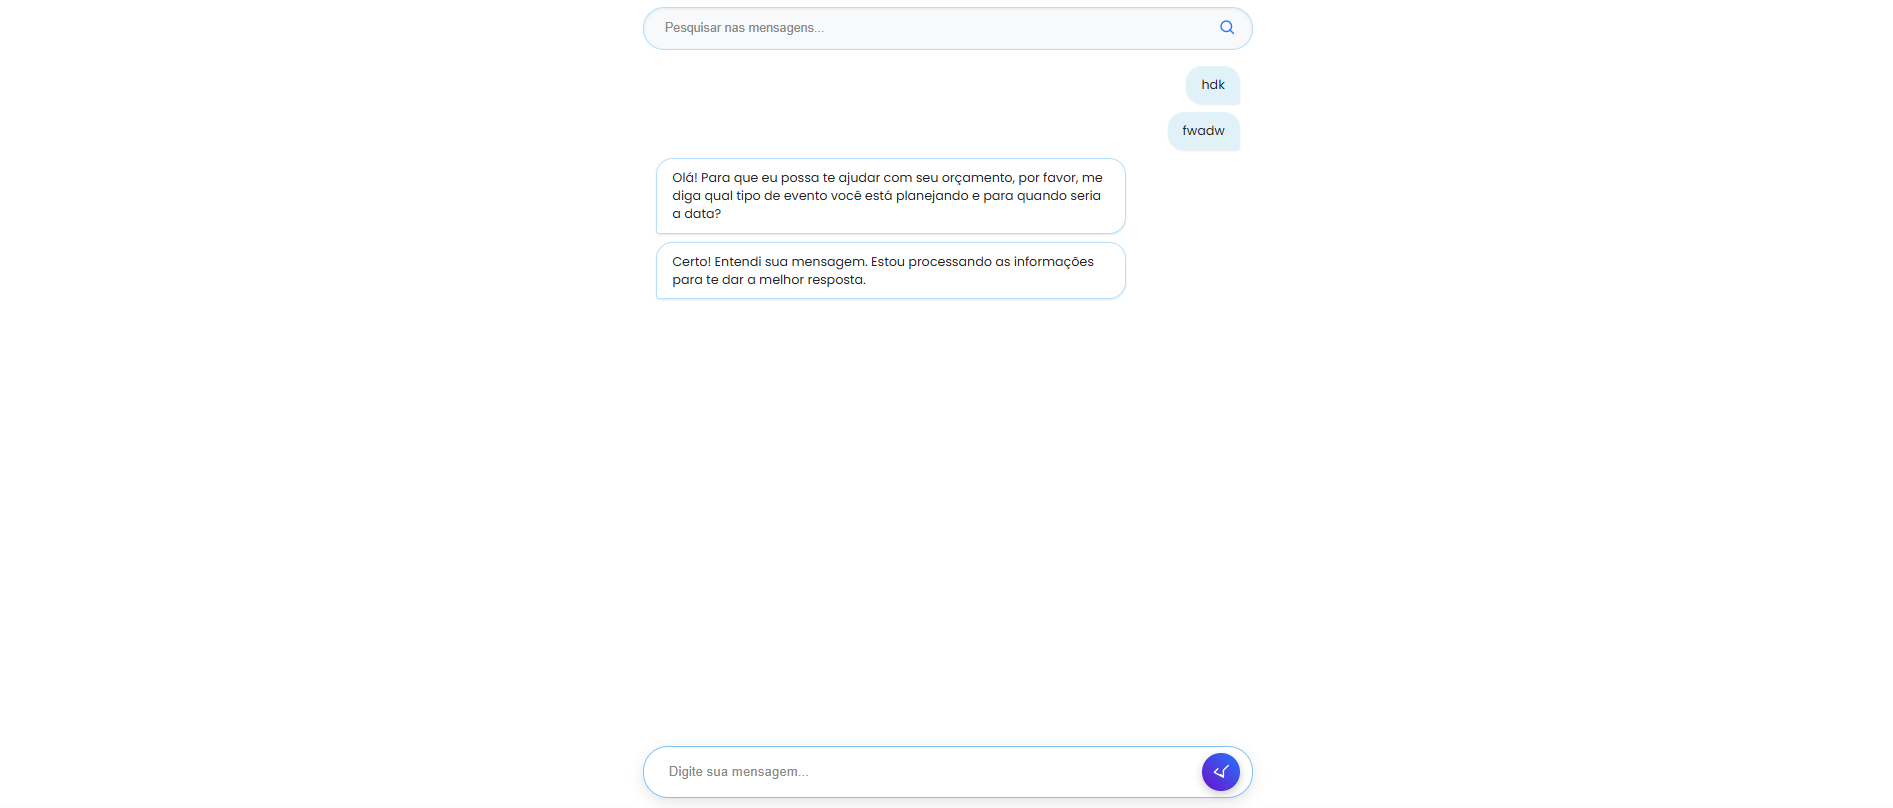 Pesquisar nas mensagens...
hdk
fwadw
Olá! Para que eu possa te ajudar com seu orçamento, por favor, me
diga qual tipo de evento você está planejando e para quando seria
a data?
Certo! Entendi sua mensagem. Estou processando as informações
para te dar a melhor resposta.
Digite sua mensagem...